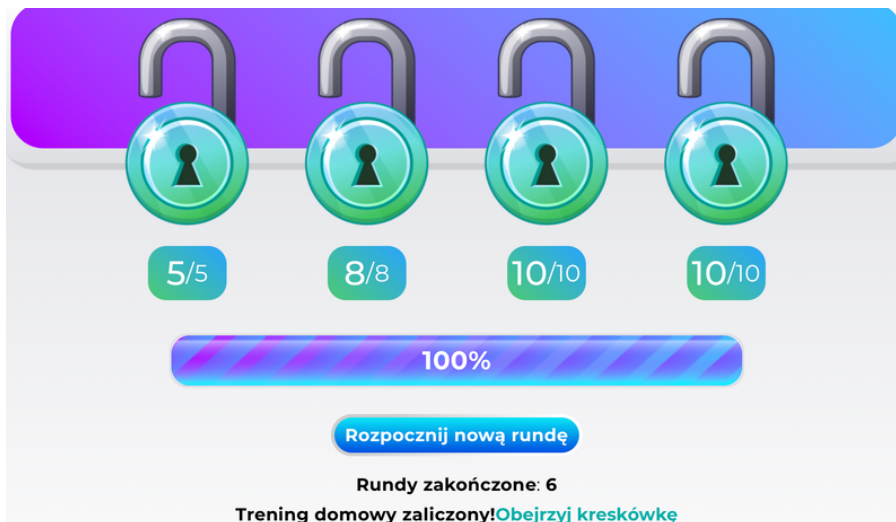 5/5 8/8 10/10 10/10
100%
Rozpocznij nową rundę
Rundy zakończone: 6
Trening domowy zaliczony!Obejrzyj kreskówkę